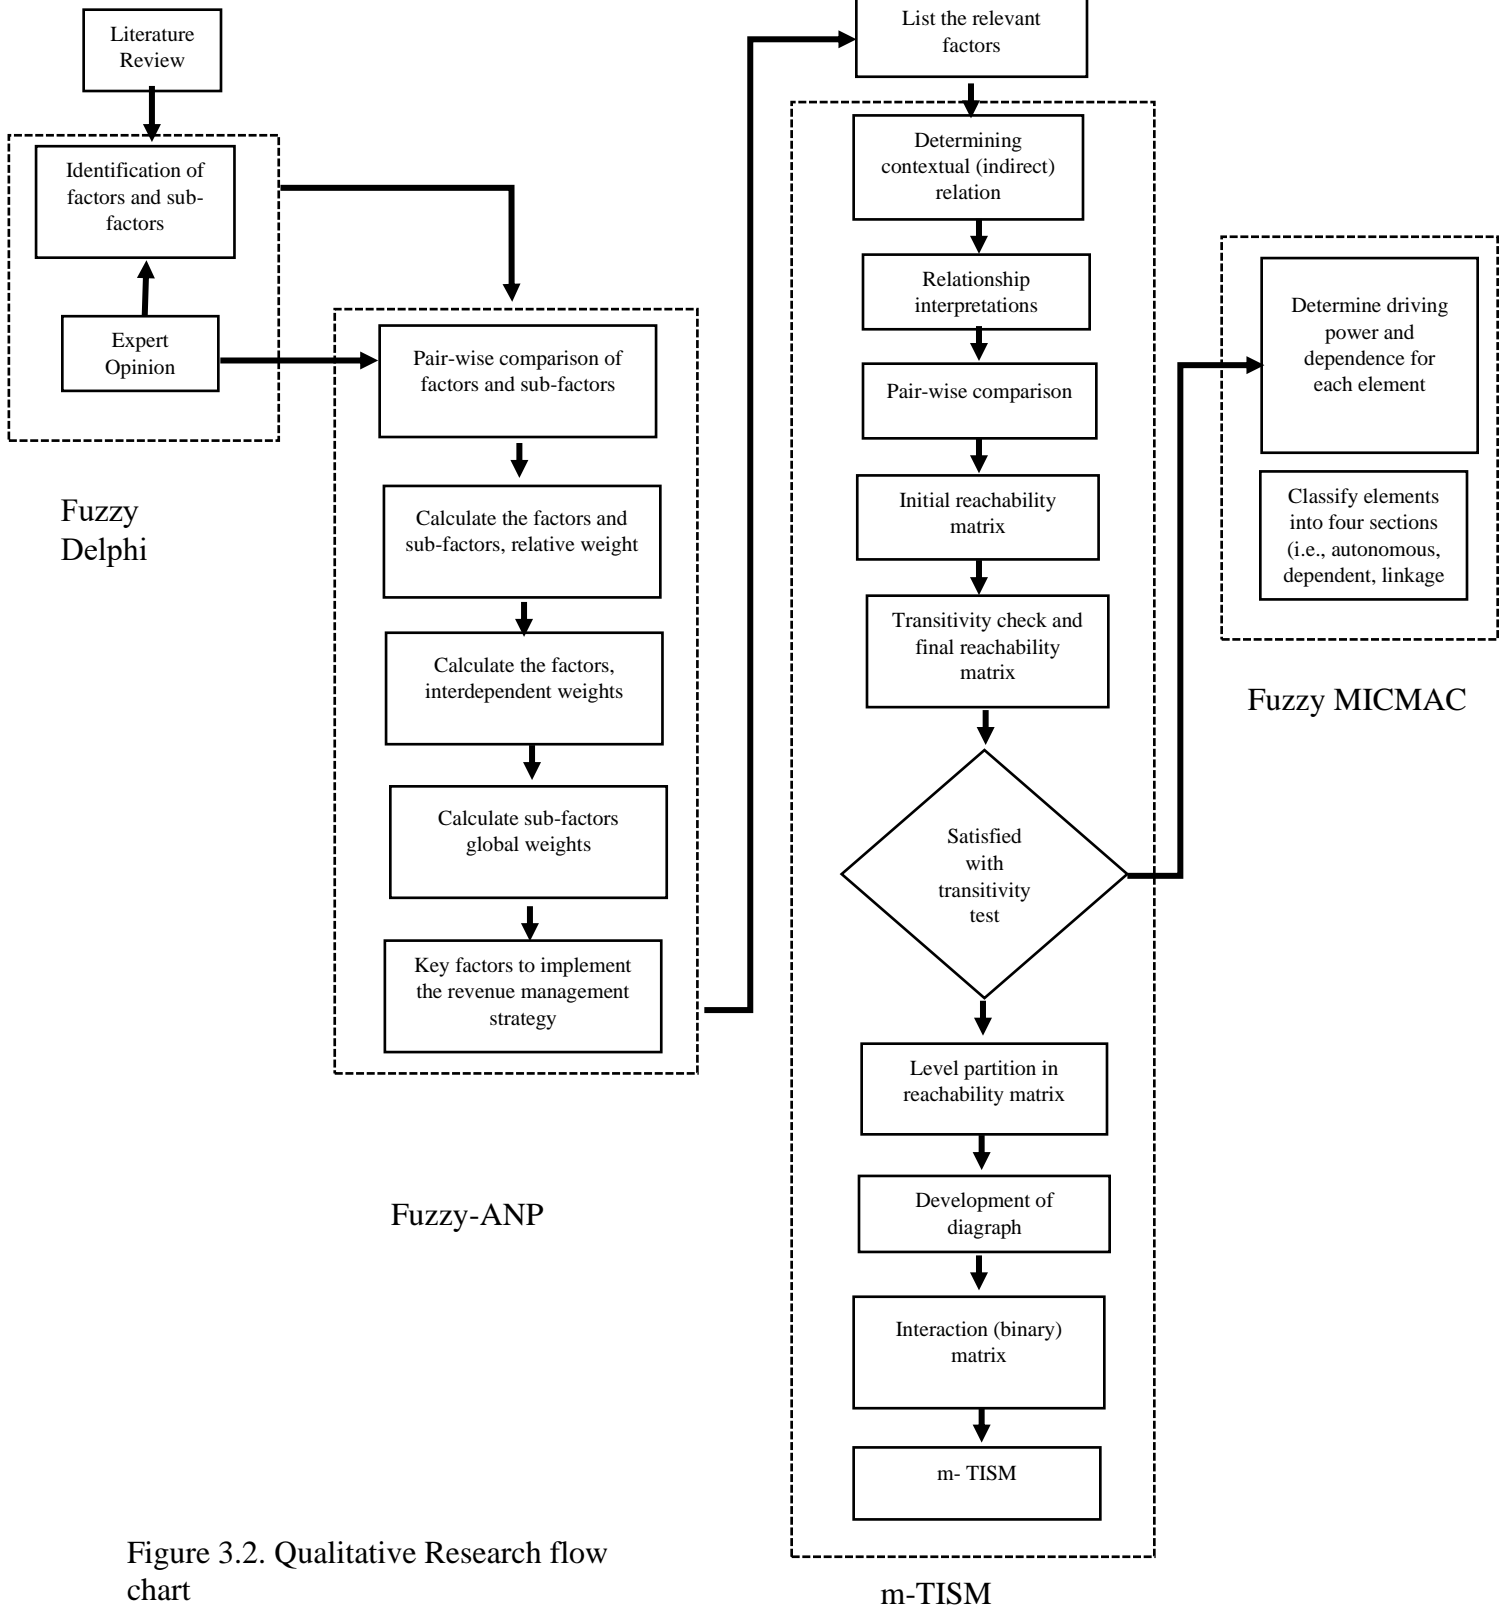 Literature
Review
Identification of
factors and sub-
factors
Expert
Opinion
Fuzzy
Delphi
Pair-wise comparison of
factors and sub-factors
Calculate the factors and
sub-factors, relative weight
Calculate the factors,
interdependent weights
Calculate sub-factors
global weights
Key factors to implement
the revenue management
strategy
Fuzzy-ANP
List the relevant
factors
Determining
contextual (indirect)
relation
Relationship
interpretations
Pair-wise comparison
Initial reachability
matrix
Transitivity check and
final reachability
matrix
Satisfied
with
transitivity
test
Level partition in
reachability matrix
Development of
diagraph
Interaction (binary)
matrix
m- TISM
m-TISM
Determine driving
power and
dependence for
each element
Classify elements
into four sections
(i.e., autonomous,
dependent, linkage
Fuzzy MICMAC
Figure 3.2. Qualitative Research flow
chart